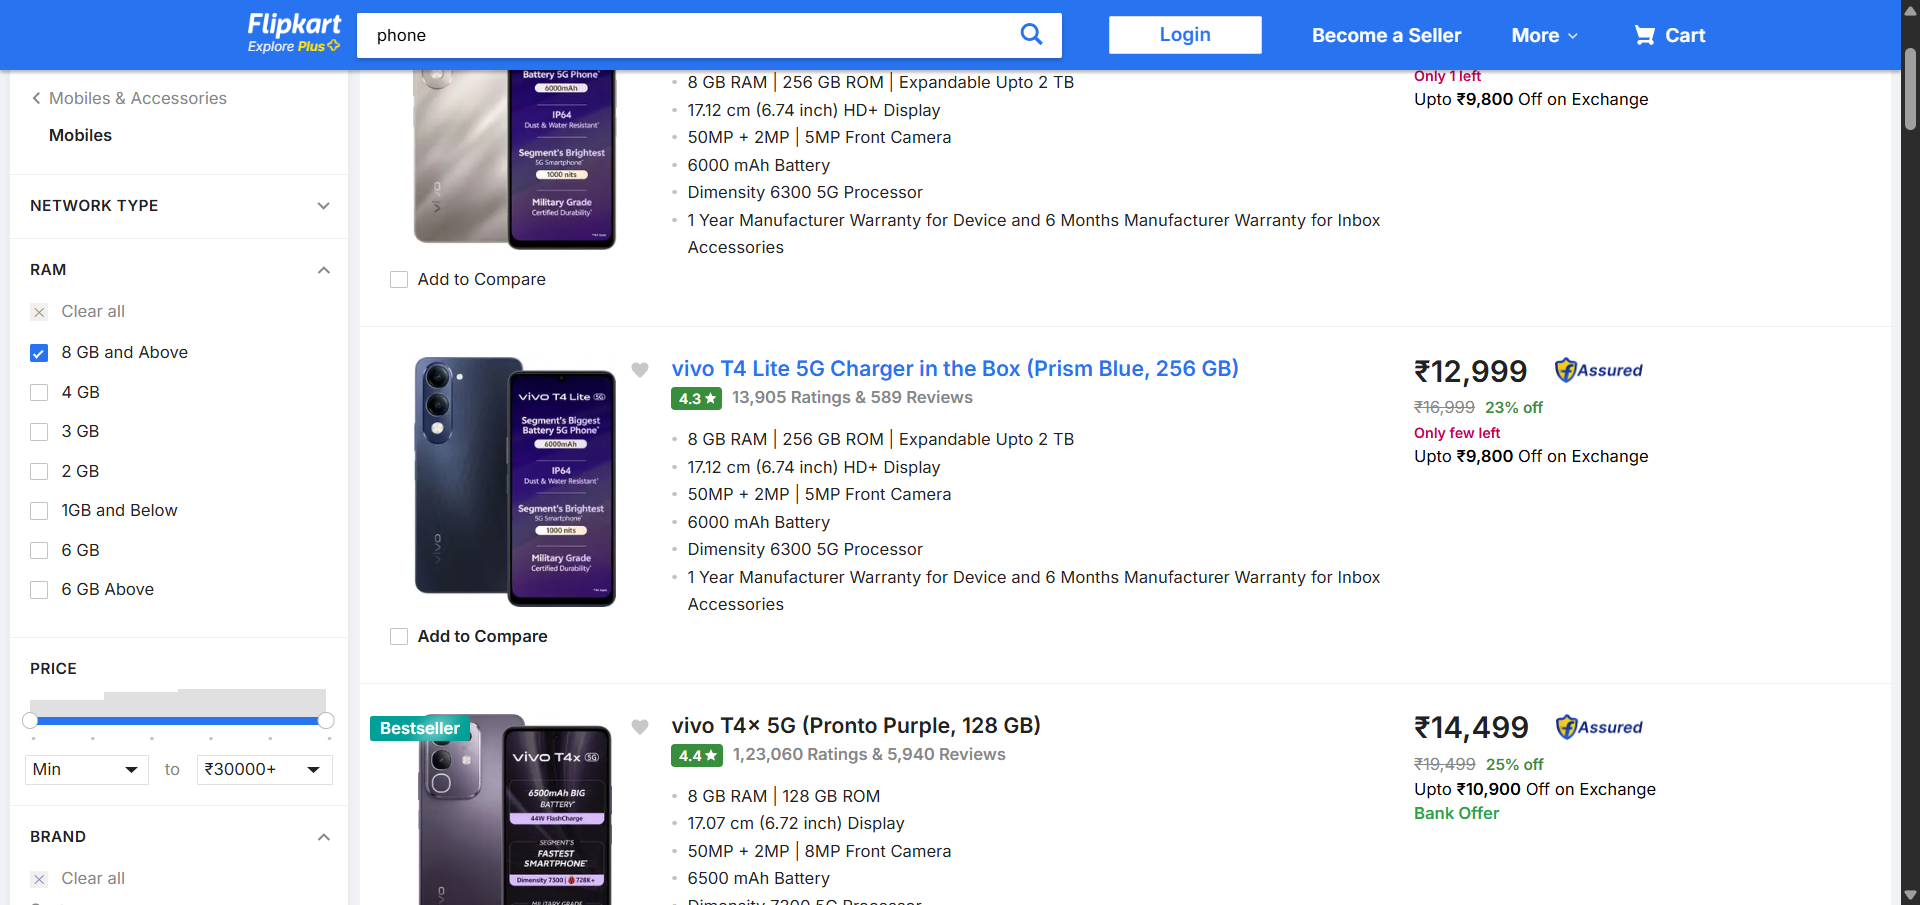 Flipkart
Explore Plus
phone
Login
Become a Seller
More
Cart
Mobiles & Accessories
Mobiles
NETWORK TYPE
RAM
Clear all
8 GB and Above
4 GB
3 GB
2 GB
1GB and Below
6 GB
6 GB Above
PRICE
Min
to
₹30000+
BRAND
Clear all
Battery 5G Phone*
6000mAh
IP64
Dust & Water Resistant*
Segment's Brightest
5G Smartphone*
1000 nits
Military Grade
Certified Durability*
vivo
8 GB RAM | 256 GB ROM | Expandable Upto 2 TB
17.12 cm (6.74 inch) HD+ Display
50MP + 2MP | 5MP Front Camera
6000 mAh Battery
Dimensity 6300 5G Processor
1 Year Manufacturer Warranty for Device and 6 Months Manufacturer Warranty for Inbox
Accessories
Only 1 left
Upto ₹9,800 Off on Exchange
Add to Compare
vivo T4 Lite 5G
Segment's Biggest
Battery 5G Phone*
6000mAh
IP64
Dust & Water Resistant*
Segment's Brightest
5G Smartphone*
1000 nits
Military Grade
Certified Durability*
vivo
vivo T4 Lite 5G Charger in the Box (Prism Blue, 256 GB)
4.3★ 13,905 Ratings & 589 Reviews
8 GB RAM | 256 GB ROM | Expandable Upto 2 TB
17.12 cm (6.74 inch) HD+ Display
50MP + 2MP | 5MP Front Camera
6000 mAh Battery
Dimensity 6300 5G Processor
1 Year Manufacturer Warranty for Device and 6 Months Manufacturer Warranty for Inbox
Accessories
₹12,999
Assured
₹16,999 23% off
Only few left
Upto ₹9,800 Off on Exchange
Add to Compare
Bestseller
vivo T4x 5G
6500mAh BIG
BATTERY*
44W FlashCharge
SEGMENT'S
FASTEST
SMARTPHONE*
Dimensity 7300 | 728K+
MILITARY GRADE
vivo
vivo T4x 5G (Pronto Purple, 128 GB)
4.4★ 1,23,060 Ratings & 5,940 Reviews
8 GB RAM | 128 GB ROM
17.07 cm (6.72 inch) Display
50MP + 2MP | 8MP Front Camera
6500 mAh Battery
Dimensity 7300 5G Processor
₹14,499
Assured
₹19,499 25% off
Upto ₹10,900 Off on Exchange
Bank Offer